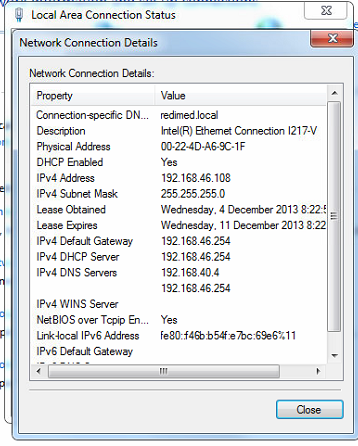 Local Area Connection Status
Network Connection Details
Network Connection Details:
Property Value
Connection-specific DN... redimed.local
Description Intel(R) Ethernet Connection I217-V
Physical Address 00-22-4D-A6-9C-1F
DHCP Enabled Yes
IPv4 Address 192.168.46.108
IPv4 Subnet Mask 255.255.255.0
Lease Obtained Wednesday, 4 December 2013 8:22:5
Lease Expires Wednesday, 11 December 2013 8:22
IPv4 Default Gateway 192.168.46.254
IPv4 DHCP Server 192.168.46.254
IPv4 DNS Servers 192.168.40.4
192.168.46.254
IPv4 WINS Server
NetBIOS over Tcpip En... Yes
Link-local IPv6 Address fe80::f46b:b54f:e7bc:69e6%11
IPv6 Default Gateway
Close